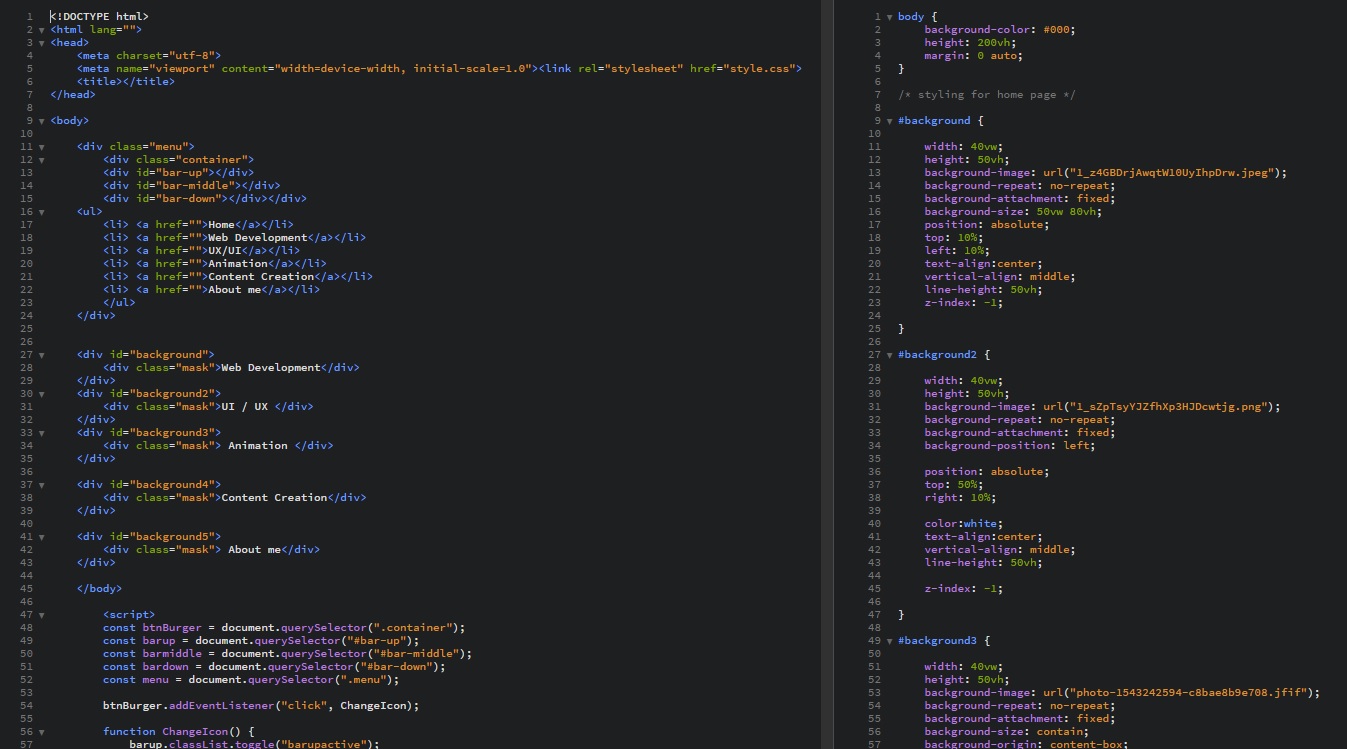 1 <!DOCTYPE html>
2 <html lang="">
3 <head>
4 <meta charset="utf-8">
5 <meta name="viewport" content="width=device-width, initial-scale=1.0"><link rel="stylesheet" href="style.css">
6 <title></title>
7 </head>
8
9 <body>
10
11 <div class="menu">
12 <div class="container">
13 <div id="bar-up"></div>
14 <div id="bar-middle"></div>
15 <div id="bar-down"></div></div>
16 <ul>
17 <li> <a href="">Home</a></li>
18 <li> <a href="">Web Development</a></li>
19 <li> <a href="">UX/UI</a></li>
20 <li> <a href="">Animation</a></li>
21 <li> <a href="">Content Creation</a></li>
22 <li> <a href="">About me</a></li>
23 </ul>
24 </div>
25
26
27 <div id="background">
28 <div class="mask">Web Development</div>
29 </div>
30 <div id="background2">
31 <div class="mask">UI / UX </div>
32 </div>
33 <div id="background3">
34 <div class="mask"> Animation </div>
35 </div>
36
37 <div id="background4">
38 <div class="mask">Content Creation</div>
39 </div>
40
41 <div id="background5">
42 <div class="mask"> About me</div>
43 </div>
44
45 </body>
46
47 <script>
48 const btnBurger = document.querySelector(".container");
49 const barup = document.querySelector("#bar-up");
50 const barmiddle = document.querySelector("#bar-middle");
51 const bardown = document.querySelector("#bar-down");
52 const menu = document.querySelector(".menu");
53
54 btnBurger.addEventListener("click", ChangeIcon);
55
56 function ChangeIcon() {
57 barup.classList.toggle("barupactive");
1 body {
2 background-color: #000;
3 height: 200vh;
4 margin: 0 auto;
5 }
6
7 /* styling for home page */
8
9 #background {
10
11 width: 40vw;
12 height: 50vh;
13 background-image: url("1_z4GBDrjAwqtW10UyIhpDrw.jpeg");
14 background-repeat: no-repeat;
15 background-attachment: fixed;
16 background-size: 50vw 80vh;
17 position: absolute;
18 top: 10%;
19 left: 10%;
20 text-align:center;
21 vertical-align: middle;
22 line-height: 50vh;
23 z-index: -1;
24
25 }
26
27 #background2 {
28
29 width: 40vw;
30 height: 50vh;
31 background-image: url("1_sZpTsyYJZfhXp3HJDcwtjg.png");
32 background-repeat: no-repeat;
33 background-attachment: fixed;
34 background-position: left;
35
36 position: absolute;
37 top: 50%;
38 right: 10%;
39
40 color:white;
41 text-align:center;
42 vertical-align: middle;
43 line-height: 50vh;
44
45 z-index: -1;
46
47 }
48
49 #background3 {
50
51 width: 40vw;
52 height: 50vh;
53 background-image: url("photo-1543242594-c8bae8b9e708.jfif");
54 background-repeat: no-repeat;
55 background-attachment: fixed;
56 background-size: contain;
57 background-origin: content-box;